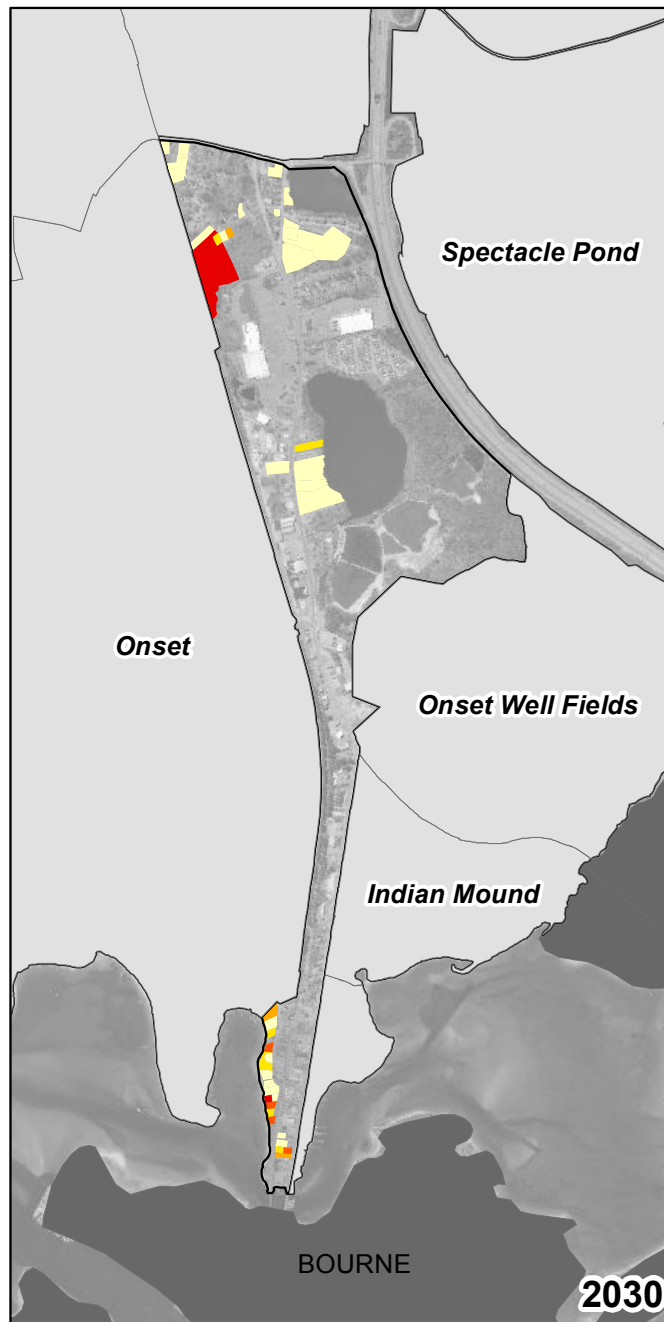 Spectacle Pond
Onset
Onset Well Fields
Indian Mound
BOURNE
2030